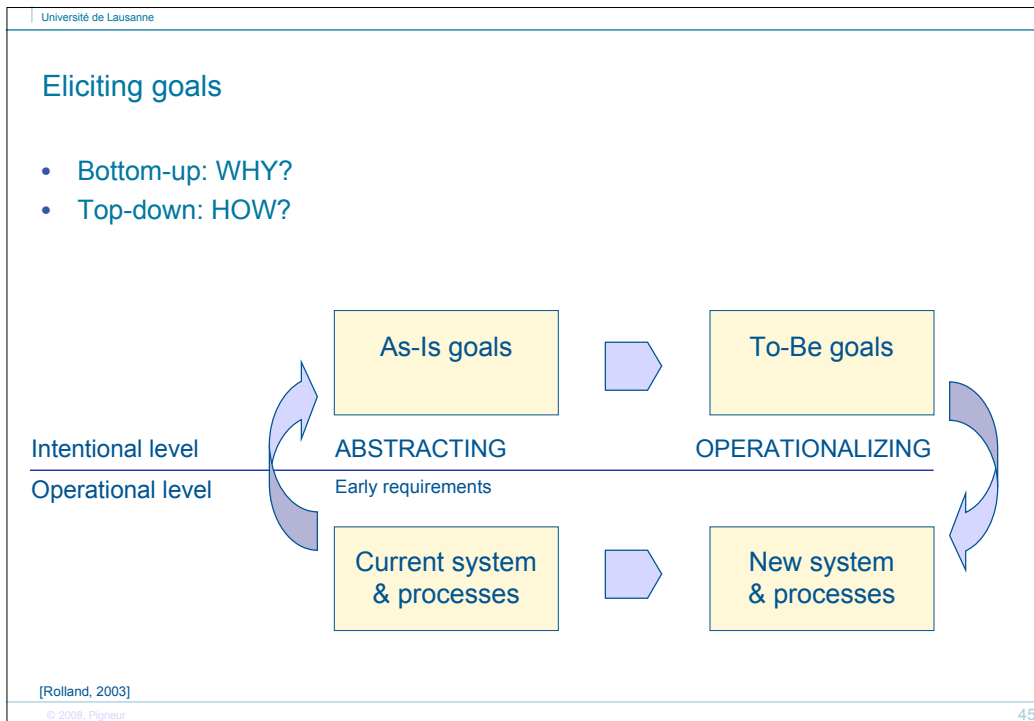 Université de Lausanne
Eliciting goals
• Bottom-up: WHY?
• Top-down: HOW?
As-Is goals
To-Be goals
Intentional level
ABSTRACTING
OPERATIONALIZING
Operational level
Early requirements
Current system
& processes
New system
& processes
[Rolland, 2003]
© 2008, Pigneur
45